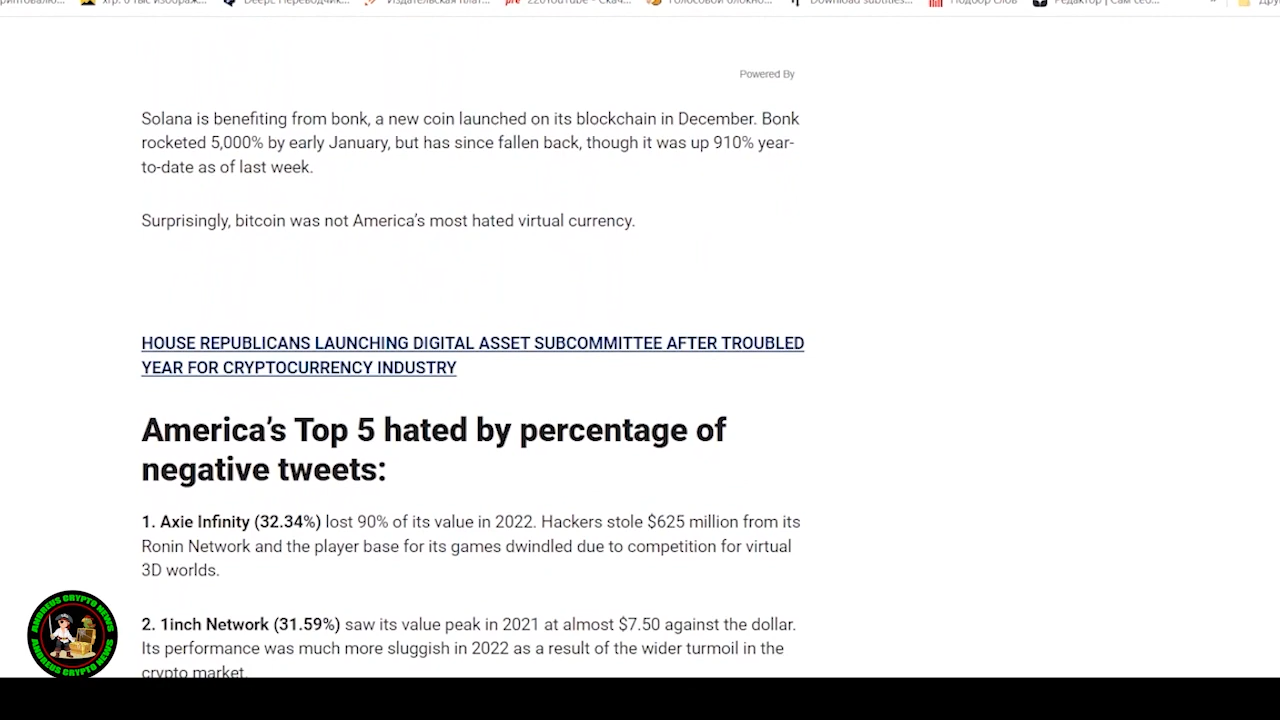 Powered By
Solana is benefiting from bonk, a new coin launched on its blockchain in December. Bonk
rocketed 5,000% by early January, but has since fallen back, though it was up 910% year-
to-date as of last week.
Surprisingly, bitcoin was not America’s most hated virtual currency.
HOUSE REPUBLICANS LAUNCHING DIGITAL ASSET SUBCOMMITTEE AFTER TROUBLED
YEAR FOR CRYPTOCURRENCY INDUSTRY
America’s Top 5 hated by percentage of
negative tweets:
1. Axie Infinity (32.34%) lost 90% of its value in 2022. Hackers stole $625 million from its
Ronin Network and the player base for its games dwindled due to competition for virtual
3D worlds.
2. 1inch Network (31.59%) saw its value peak in 2021 at almost $7.50 against the dollar.
Its performance was much more sluggish in 2022 as a result of the wider turmoil in the
crypto market.
ANDREUS CRYPTO NEWS
ANDREUS CRYPTO NEWS